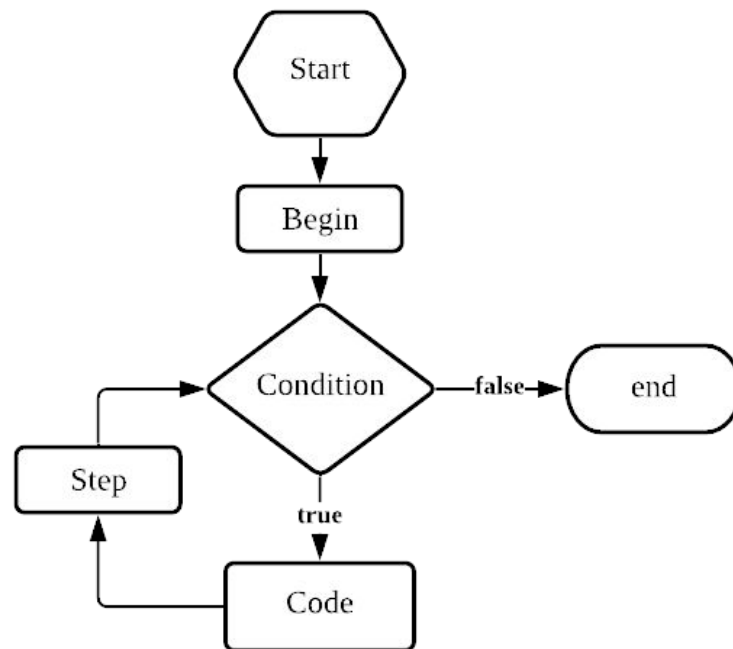 Start
Begin
Condition
false
end
Step
true
Code